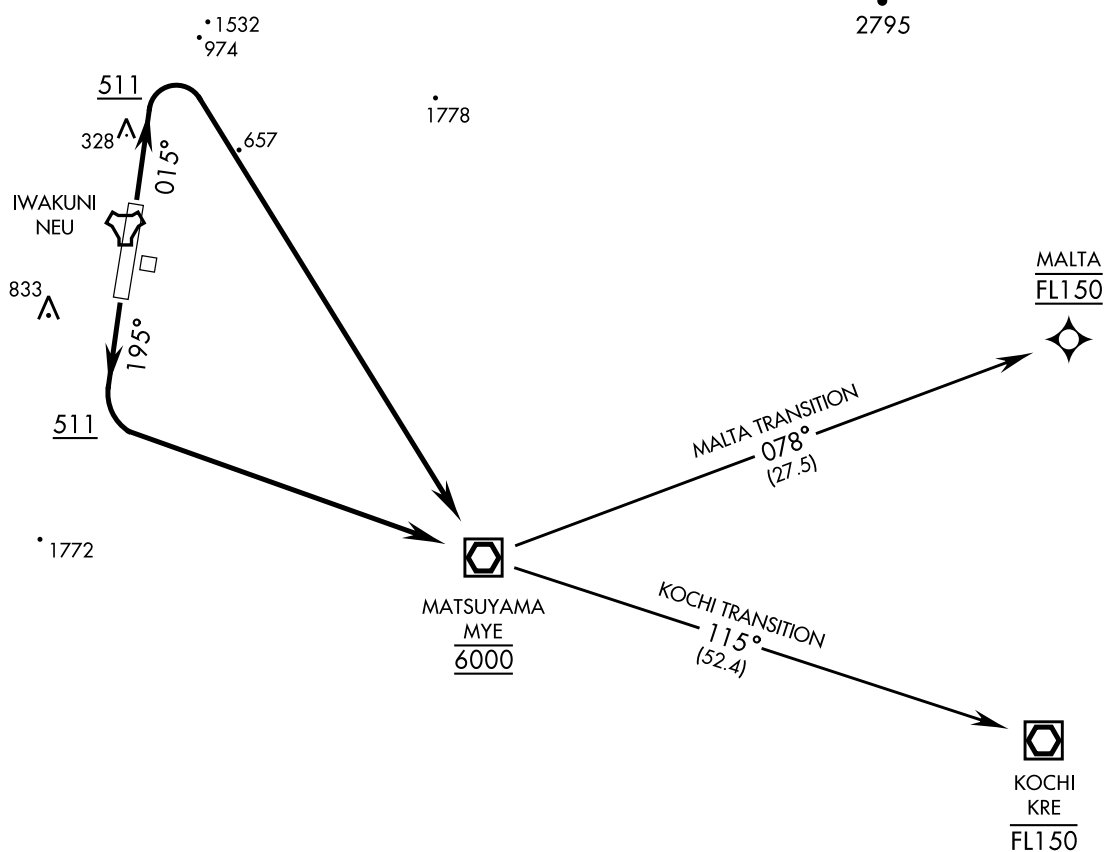 1532
974
2795
511
1778
328
657
015°
IWAKUNI
NEU
833
MALTA
FL150
195°
511
MALTA TRANSITION
078°
(27.5)
1772
MATSUYAMA
MYE
6000
KOCHI TRANSITION
115°
(52.4)
KOCHI
KRE
FL150